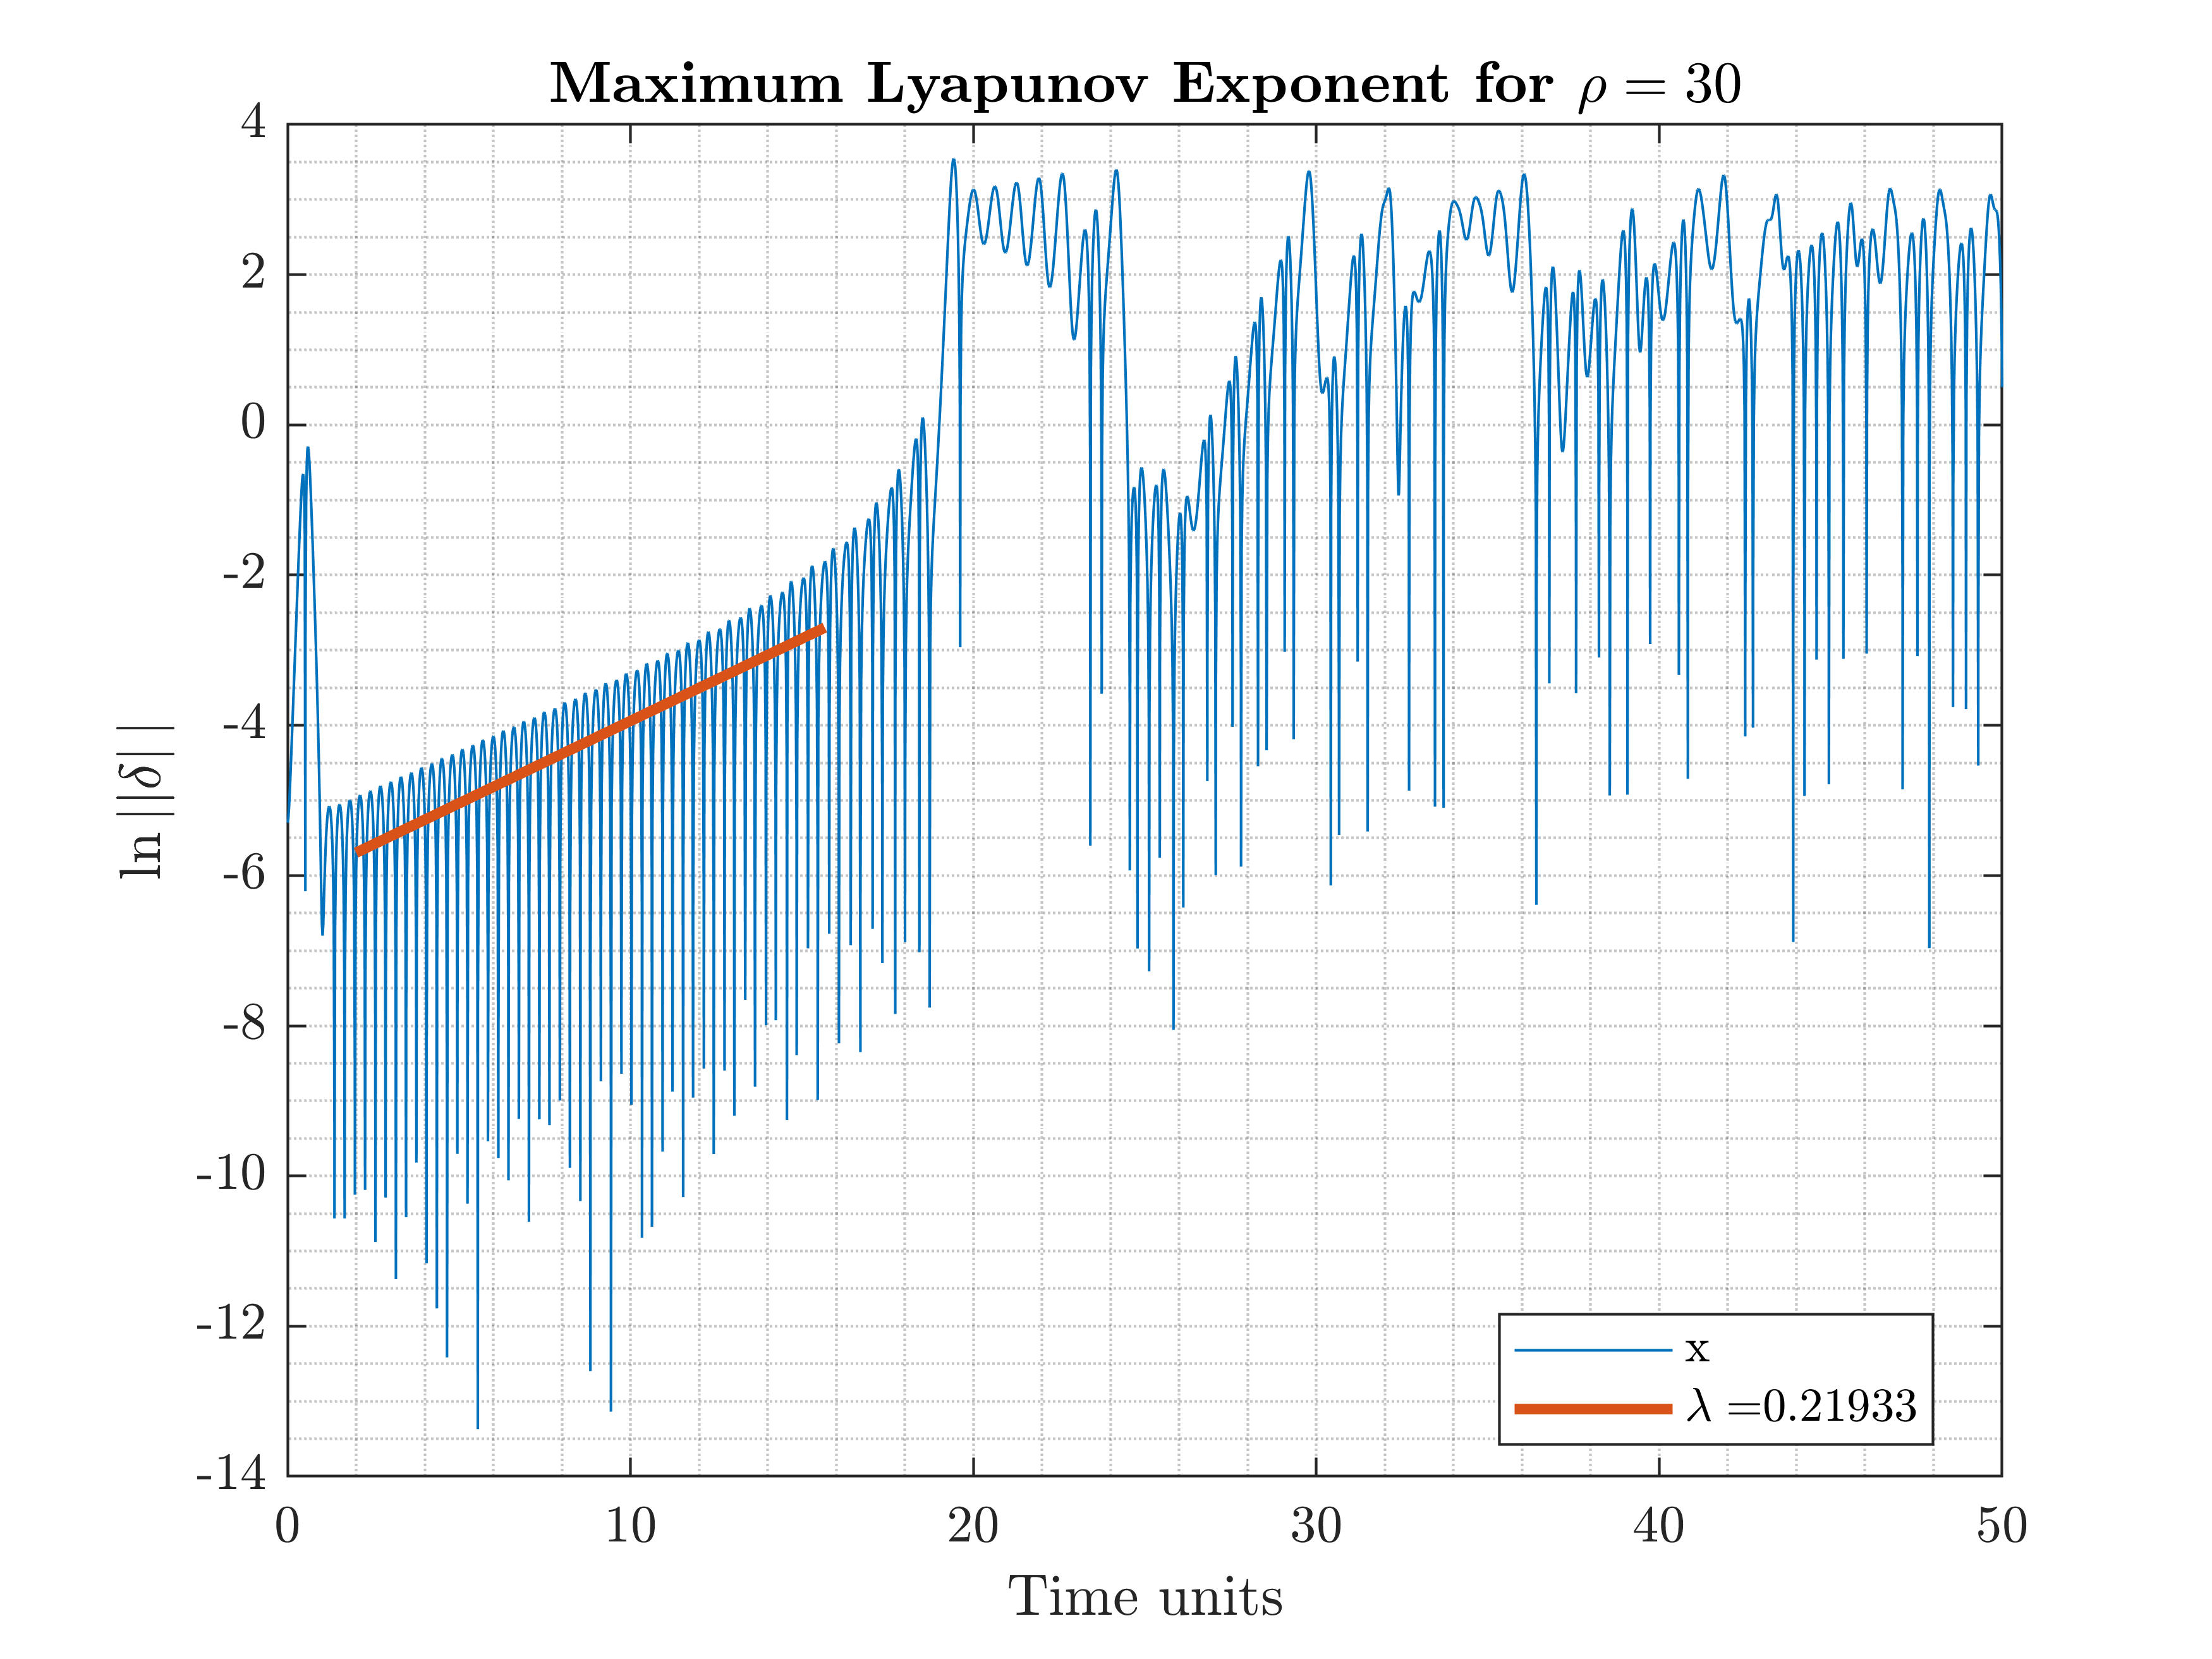 Maximum Lyapunov Exponent for ρ = 30
4
2
0
-2
-4
-6
-8
-10
-12
-14
ln ||δ||
0 10 20 30 40 50
Time units
x
λ =0.21933